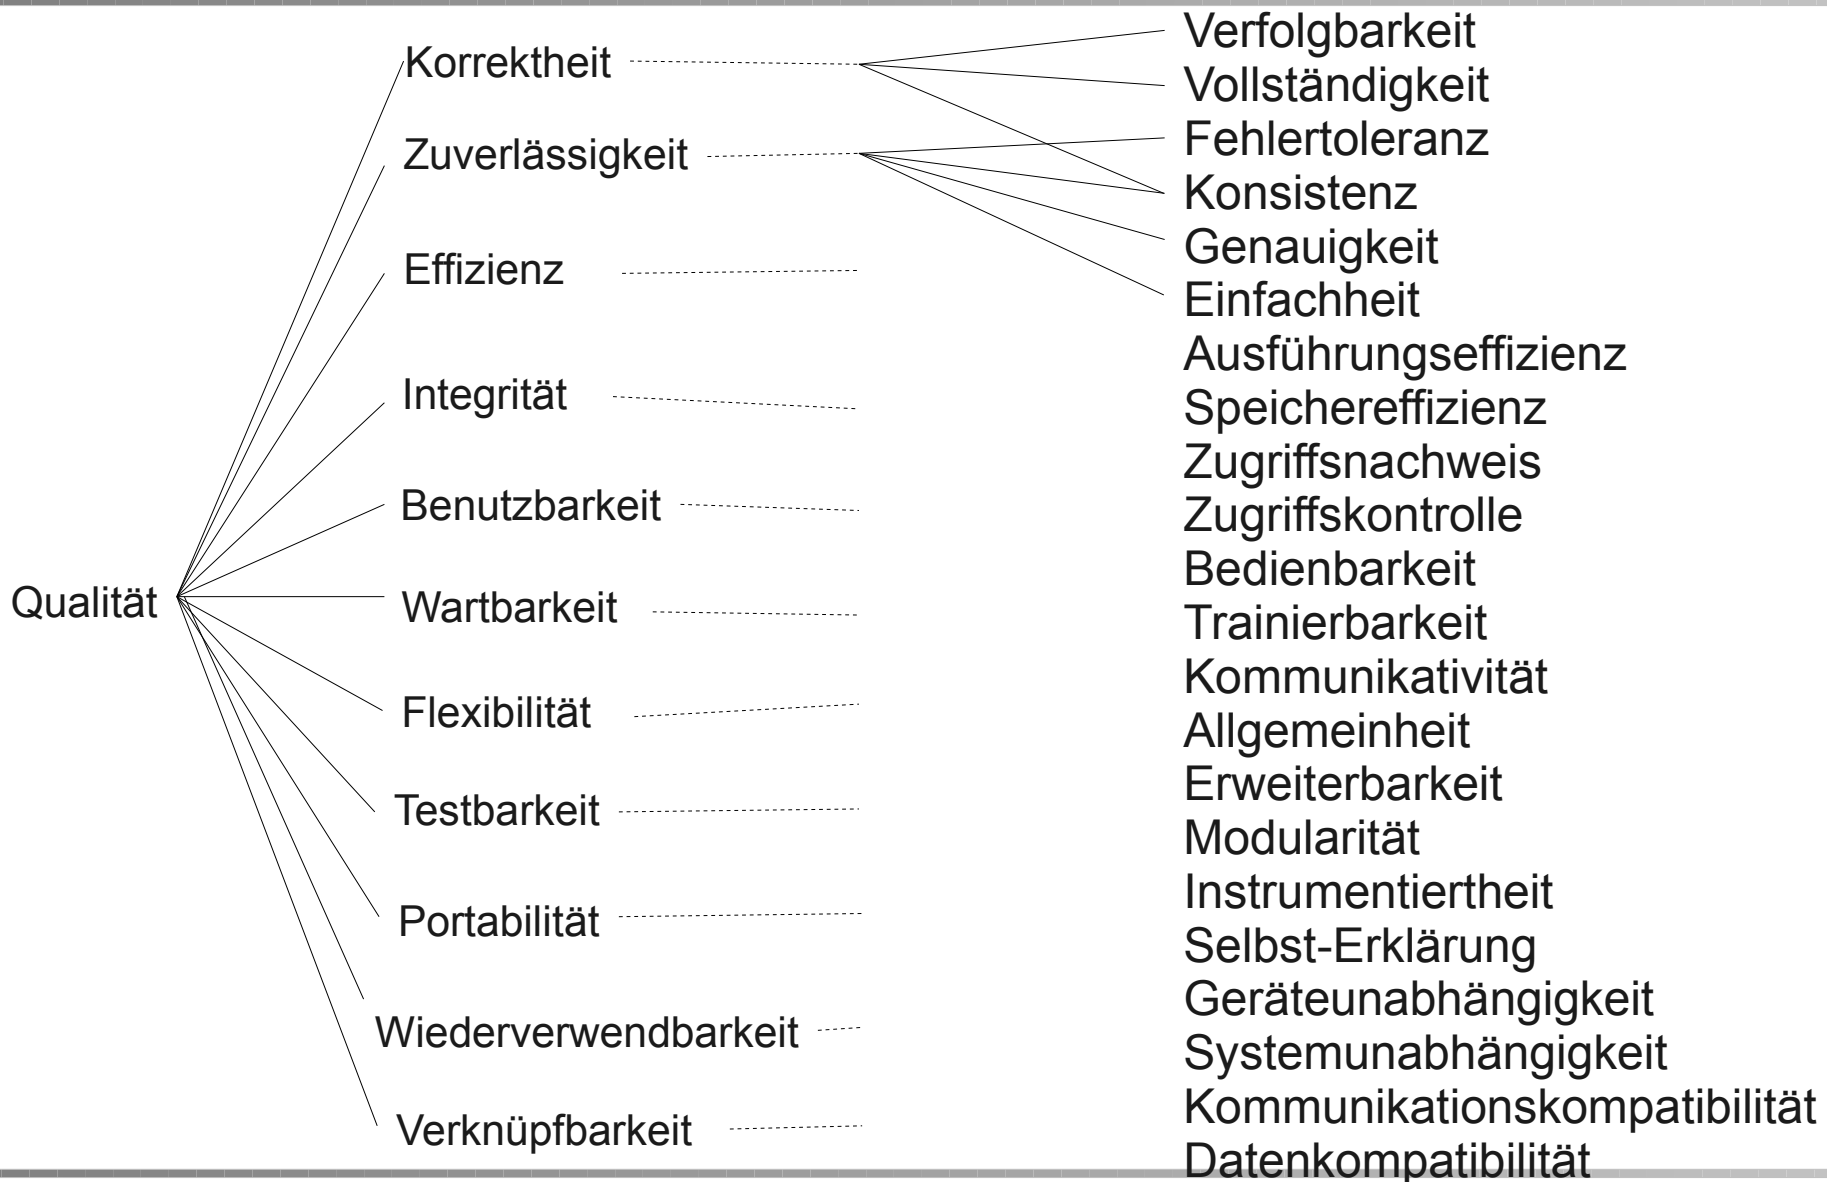 Qualität
Korrektheit
Zuverlässigkeit
Effizienz
Integrität
Benutzbarkeit
Wartbarkeit
Flexibilität
Testbarkeit
Portabilität
Wiederverwendbarkeit
Verknüpfbarkeit
Verfolgbarkeit
Vollständigkeit
Fehlertoleranz
Konsistenz
Genauigkeit
Einfachheit
Ausführungseffizienz
Speichereffizienz
Zugriffsnachweis
Zugriffskontrolle
Bedienbarkeit
Trainierbarkeit
Kommunikativität
Allgemeinheit
Erweiterbarkeit
Modularität
Instrumentiertheit
Selbst-Erklärung
Geräteunabhängigkeit
Systemunabhängigkeit
Kommunikationskompatibilität
Datenkompatibilität